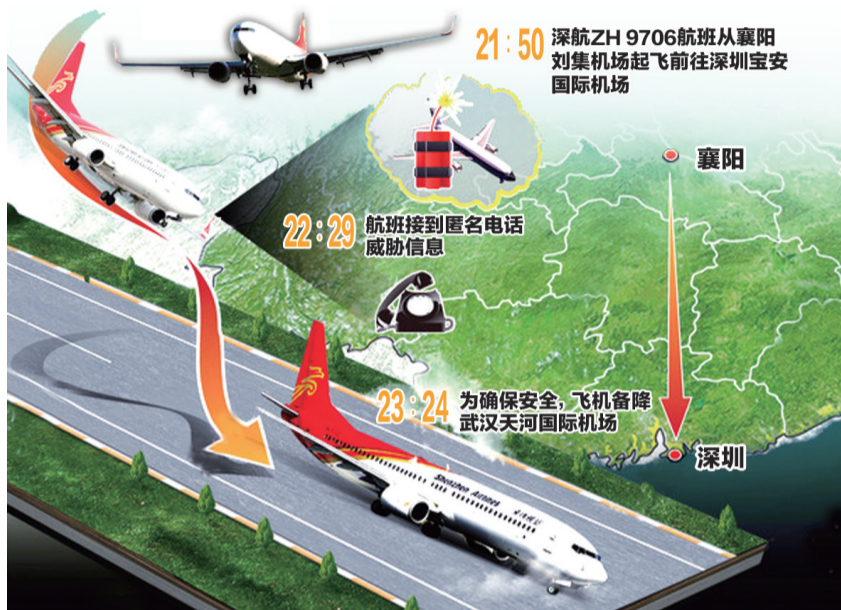 21:50 深航ZH 9706航班从襄阳
刘集机场起飞前往深圳宝安
国际机场
襄阳
22:29 航班接到匿名电话
威胁信息
23:24 为确保安全，飞机备降
武汉天河国际机场
深圳
Shenzhen Airlines